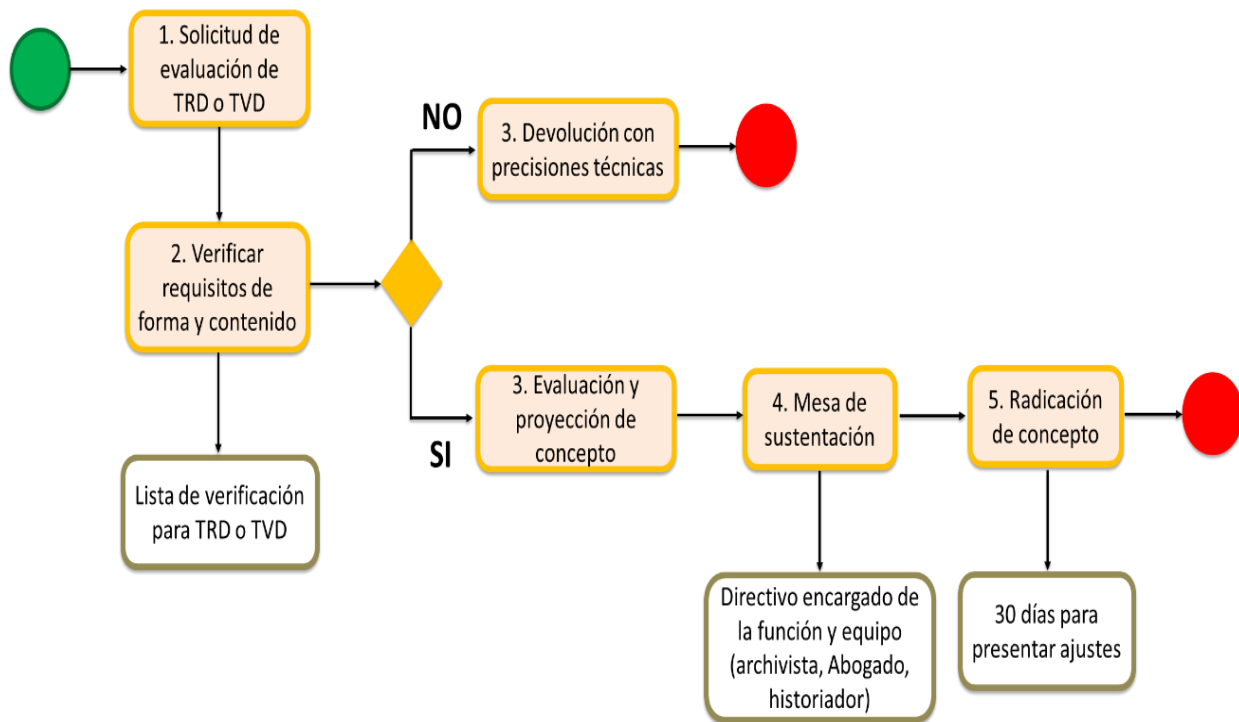 1. Solicitud de
evaluación de
TRD o TVD
NO
3. Devolución con
precisiones técnicas
2. Verificar
requisitos de
forma y contenido
SI
3. Evaluación y
proyección de
concepto
4. Mesa de
sustentación
5. Radicación
de concepto
Lista de verificación
para TRD o TVD
Directivo encargado de
la función y equipo
(archivista, Abogado,
historiador)
30 días para
presentar ajustes